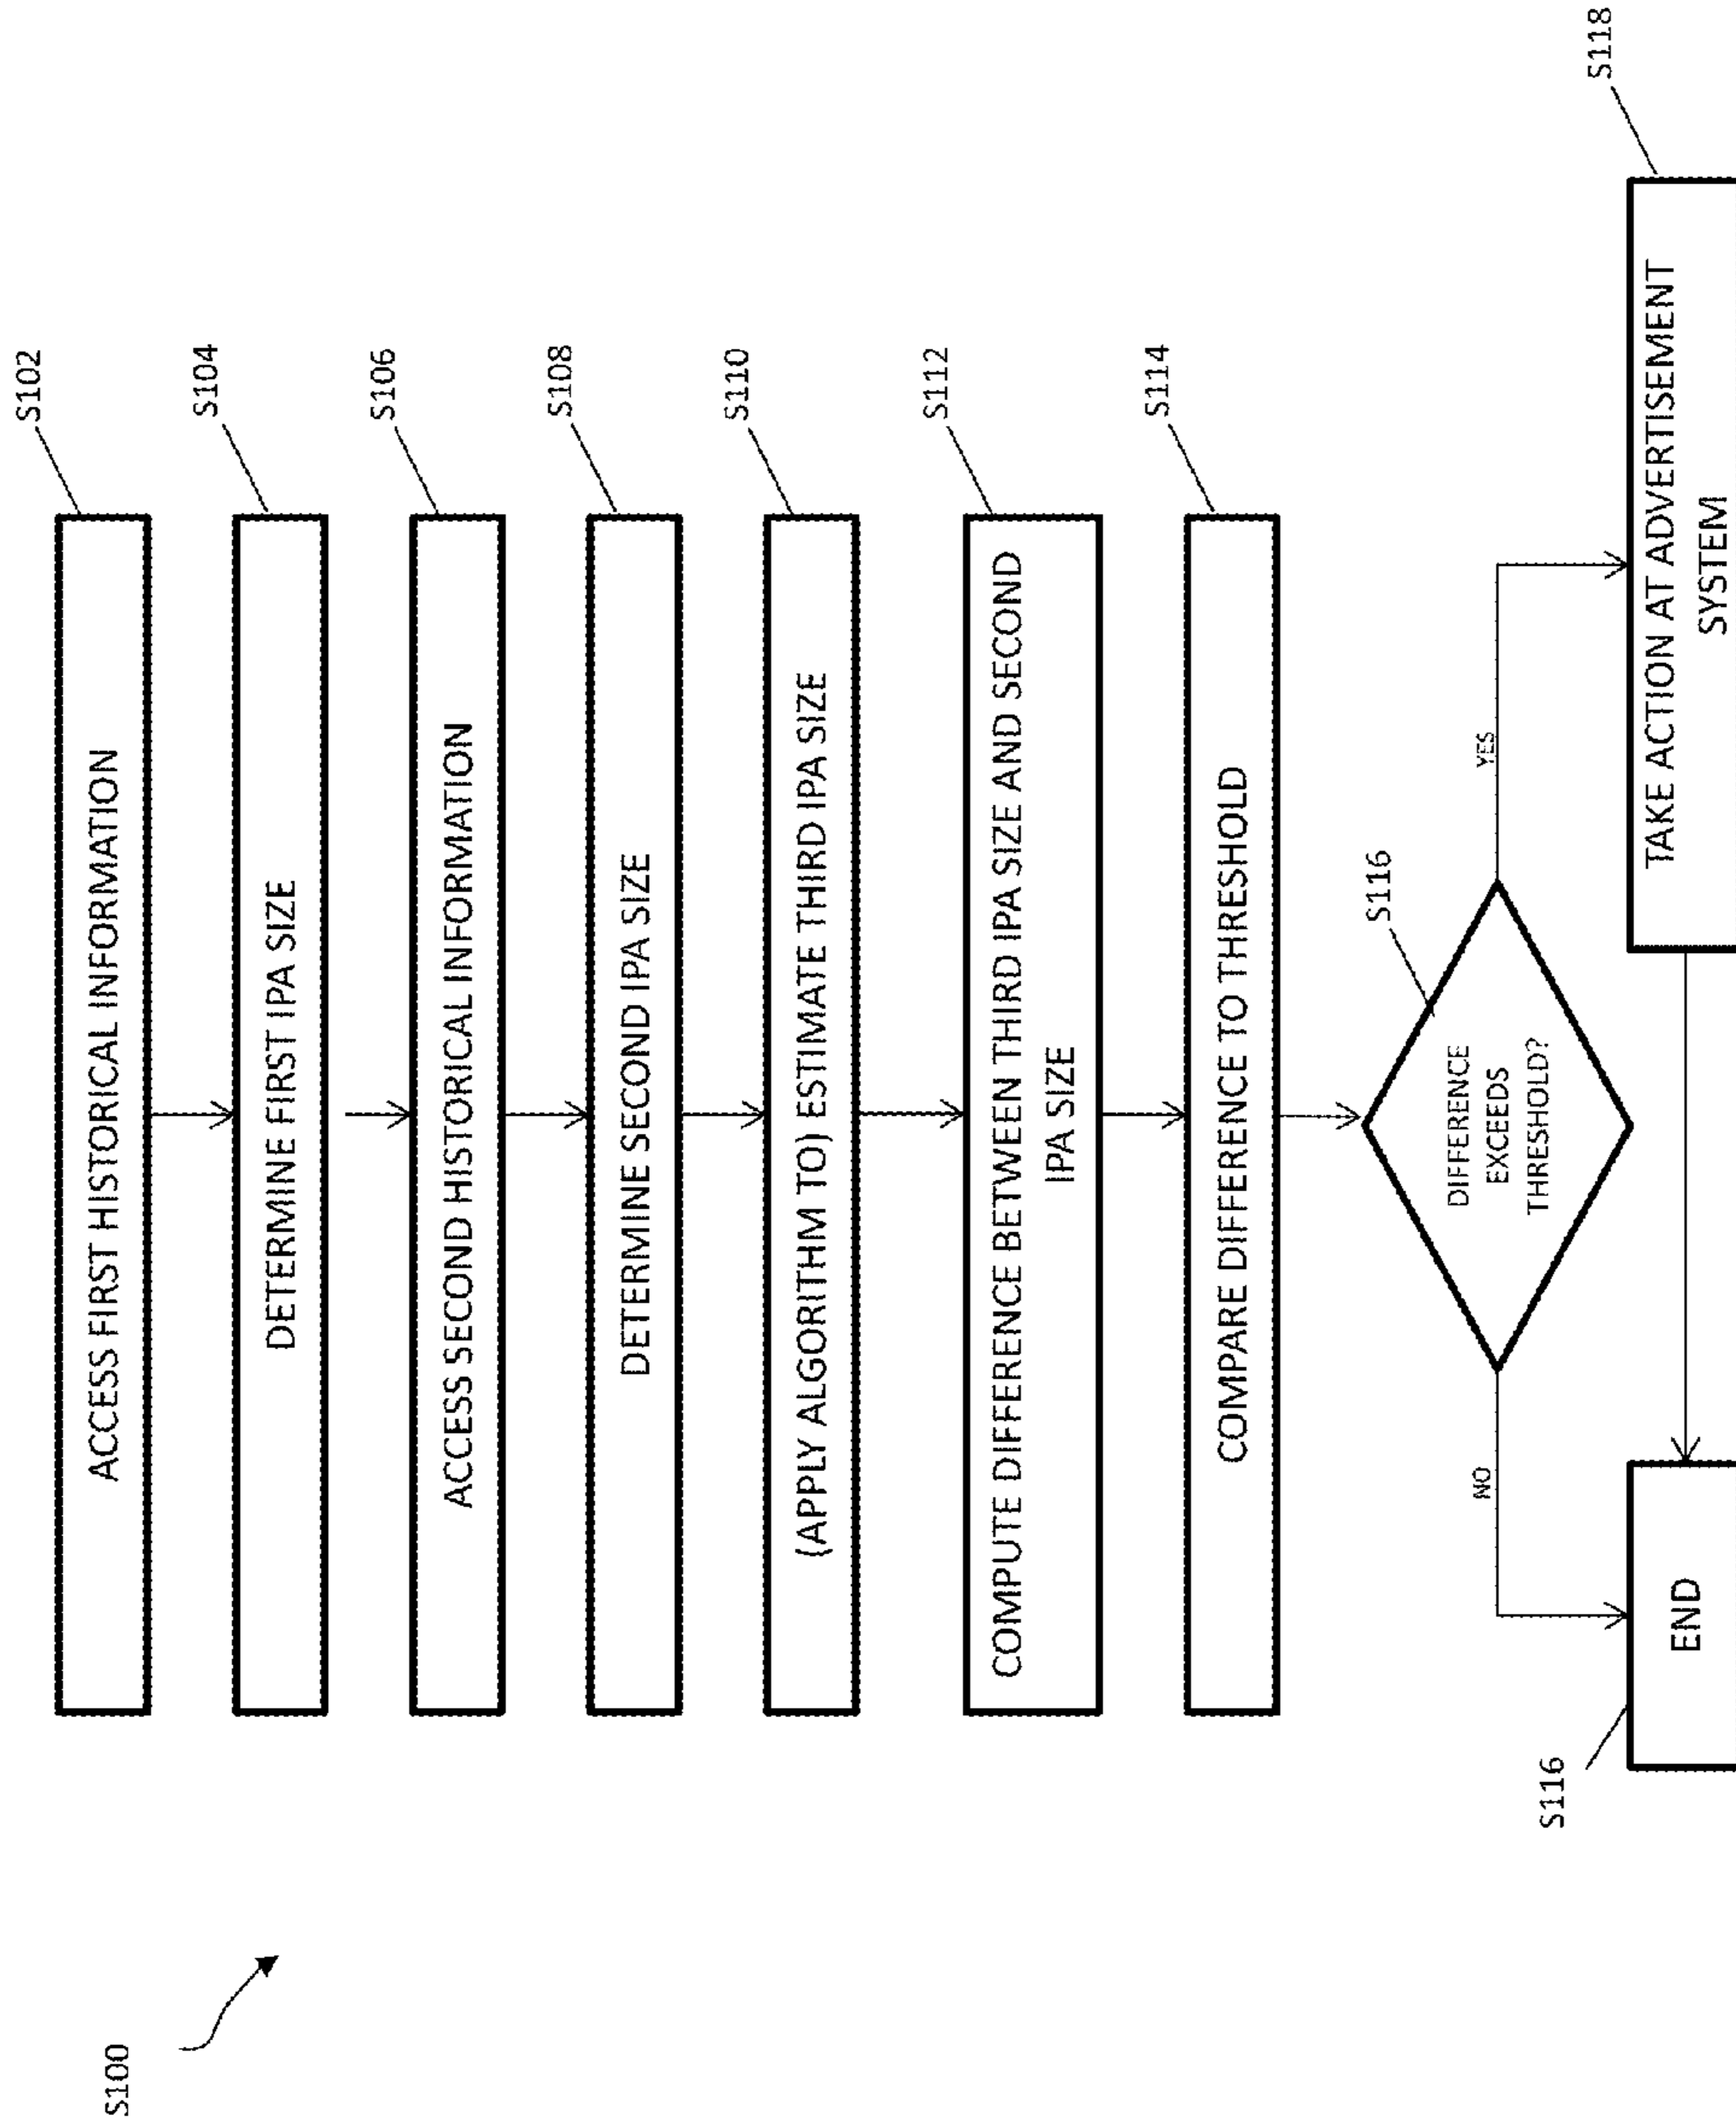 S100
S102
ACCESS FIRST HISTORICAL INFORMATION
S104
DETERMINE FIRST IPA SIZE
S106
ACCESS SECOND HISTORICAL INFORMATION
S108
DETERMINE SECOND IPA SIZE
S110
(APPLY ALGORITHM TO) ESTIMATE THIRD IPA SIZE
S112
COMPUTE DIFFERENCE BETWEEN THIRD IPA SIZE AND SECOND
IPA SIZE
S114
COMPARE DIFFERENCE TO THRESHOLD
S116
DIFFERENCE
EXCEEDS
THRESHOLD?
NO
YES
S116
END
S118
TAKE ACTION AT ADVERTISEMENT
SYSTEM